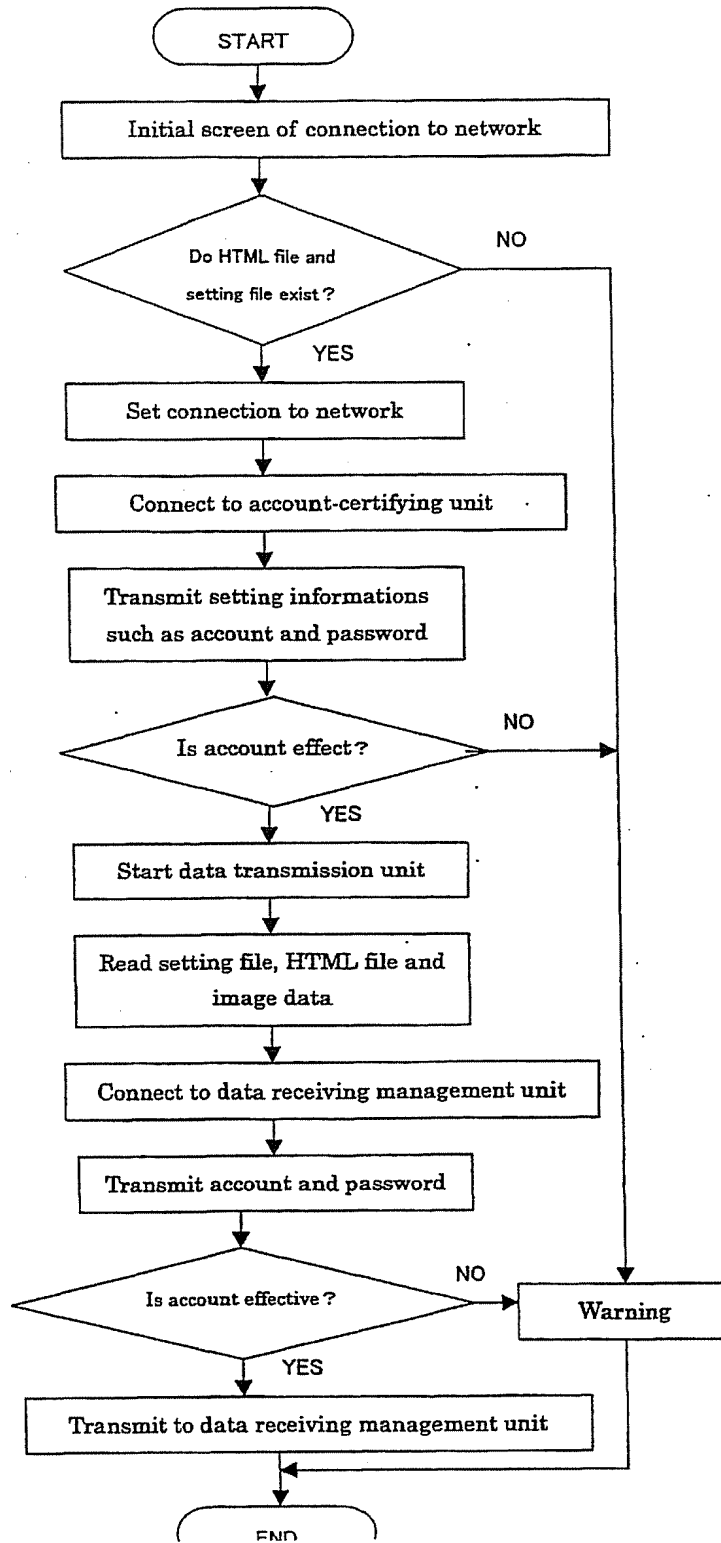 START
Initial screen of connection to network
Do HTML file and
setting file exist?
NO
YES
Set connection to network
Connect to account-certifying unit
Transmit setting informations
such as account and password
Is account effect?
NO
YES
Start data transmission unit
Read setting file, HTML file and
image data
Connect to data receiving management unit
Transmit account and password
Is account effective?
NO
Warning
YES
Transmit to data receiving management unit
END